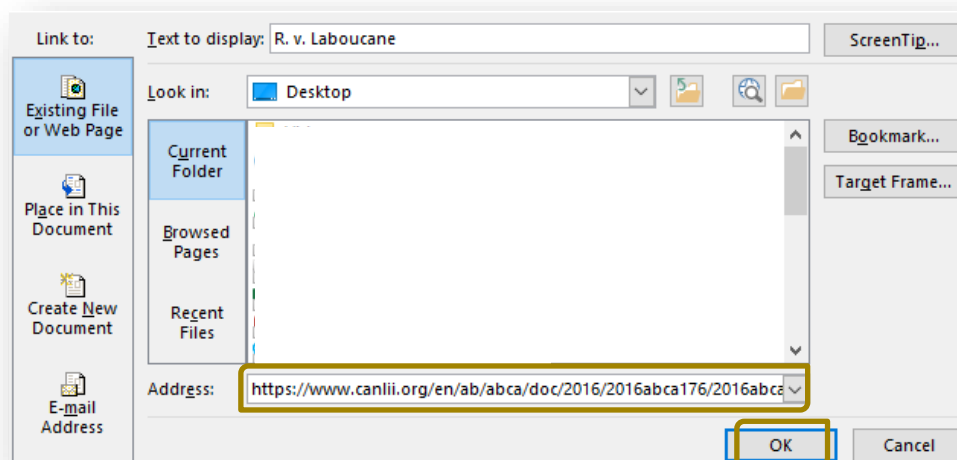 Link to:
Text to display: R. v. Laboucane
ScreenTip...
Existing File
or Web Page
Look in: Desktop
Current
Folder
Bookmark...
Target Frame...
Place in This
Document
Browsed
Pages
Create New
Document
Recent
Files
Address: https://www.canlii.org/en/ab/abca/doc/2016/2016abca176/2016abca
E-mail
Address
OK
Cancel